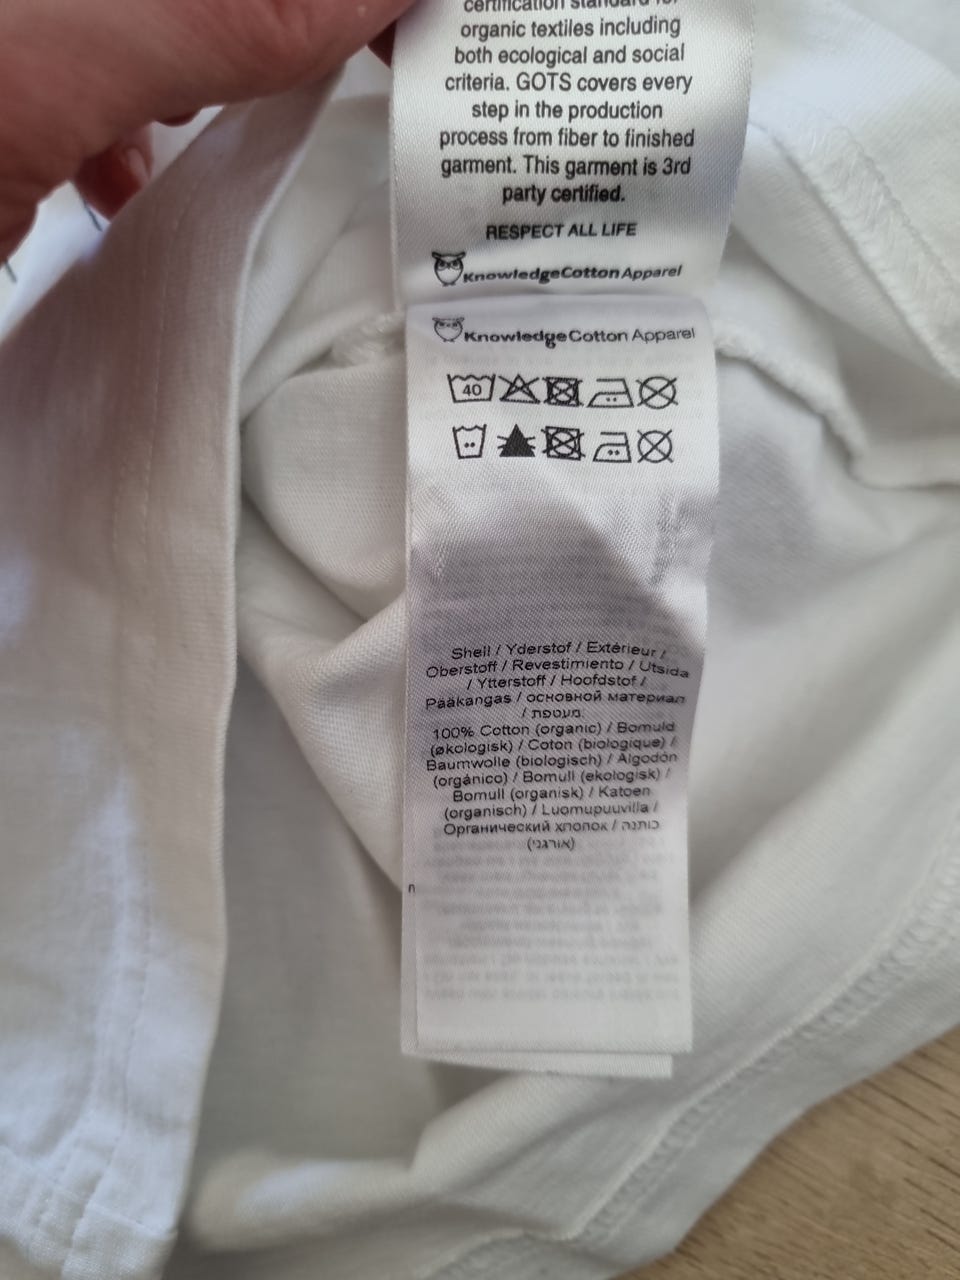 certification standard for
organic textiles including
both ecological and social
criteria. GOTS covers every
step in the production
process from fiber to finished
garment. This garment is 3rd
party certified.
RESPECT ALL LIFE
KnowledgeCotton Apparel
KnowledgeCotton Apparel
40
Shell / Yderstof / Extérieur /
Oberstoff / Revestimiento / Utsida
/ Ytterstoff / Hoofdstof /
Pääkangas / основной материал
/ מעטפת.
100% Cotton (organic) / Bomuld
(økologisk) / Coton (biologique) /
Baumwolle (biologisch) / Algodón
(orgánico) / Bomull (ekologisk) /
Bomull (organisk) / Katoen
(organisch) / Luomupuuvilla /
Органический хлопок / כותנה
(אורגני)
n